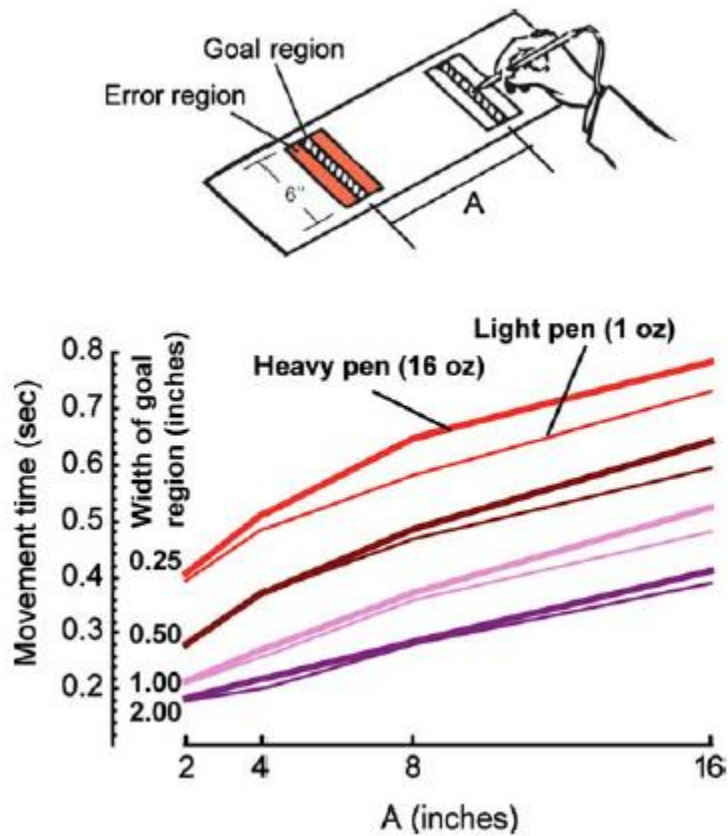 Goal region
Error region
6"
A
Light pen (1 oz)
Heavy pen (16 oz)
Movement time (sec)
Width of goal
region (inches)
0.8
0.7
0.6
0.5
0.4
0.3
0.2
0.25
0.50
1.00
2.00
2 4 8 16
A (inches)